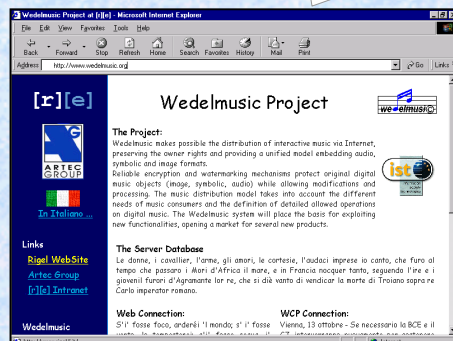 Wedelmusic Project at [r][e] - Microsoft Internet Explorer
File Edit View Favorites Tools Help
Back Forward Stop Refresh Home Search Favorites History Mail Print
Address http://www.wedelmusic.org Go Links
[r][e]
Wedelmusic Project
we·elmusi©
ARTEC
GROUP
In Italiano ...
Links
Rigel WebSite
Artec Group
[r][e] Intranet
Wedelmusic
The Project:
Wedelmusic makes possible the distribution of interactive music via Internet,
preserving the owner rights and providing a unified model embedding audio,
symbolic and image formats.
Reliable encryption and watermarking mechanisms protect original digital
music objects (image, symbolic, audio) while allowing modifications and
processing. The music distribution model takes into account the different
needs of music consumers and the definition of detailed allowed operations
on digital music. The Wedelmusic system will place the basis for exploiting
new functionalities, opening a market for several new products.
ist
The Server Database
Le donne, i cavallier, l'arme, gli amori, le cortesie, l'audaci imprese io canto, che furo al
tempo che passaro i Mori d'Africa il mare, e in Francia nocquer tanto, seguendo l'ire e i
giovenil furori d'Agramante lor re, che si diè vanto di vendicar la morte di Troiano sopra re
Carlo imperator romano.
Web Connection:
S'i' fosse foco, arderéi 'l mondo; s' i' fosse
WCP Connection:
Vienna, 13 ottobre - Se necessario la BCE e il